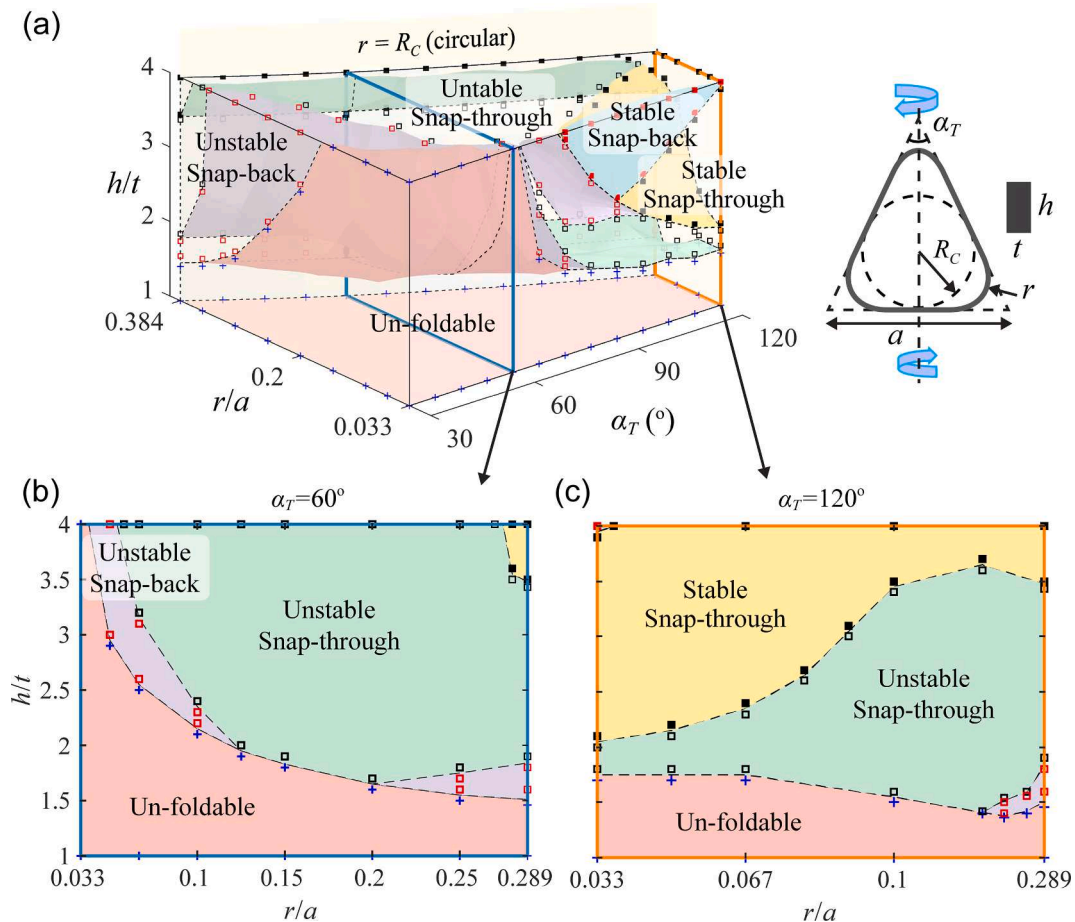 (a)
r = R_C (circular)
4
3
2
1
h/t
Untable
Snap-through
Unstable
Snap-back
Stable
Snap-back
Stable
Snap-through
Un-foldable
0.384
0.2
0.033
r/a
30
60
90
120
α_T (º)
α_T
h
t
R_C
r
a
(b)
α_T=60º
4
3.5
3
2.5
2
1.5
1
h/t
Unstable
Snap-back
Unstable
Snap-through
Un-foldable
0.033
0.1
0.15
0.2
0.25
0.289
r/a
(c)
α_T=120º
Stable
Snap-through
Unstable
Snap-through
Un-foldable
0.033
0.067
0.1
0.289
r/a